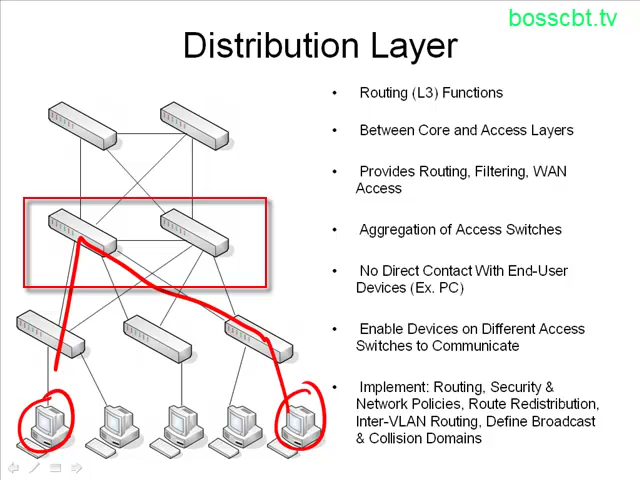 bosscbt.tv
Distribution Layer
• Routing (L3) Functions
• Between Core and Access Layers
• Provides Routing, Filtering, WAN
Access
• Aggregation of Access Switches
• No Direct Contact With End-User
Devices (Ex. PC)
• Enable Devices on Different Access
Switches to Communicate
• Implement: Routing, Security &
Network Policies, Route Redistribution,
Inter-VLAN Routing, Define Broadcast
& Collision Domains